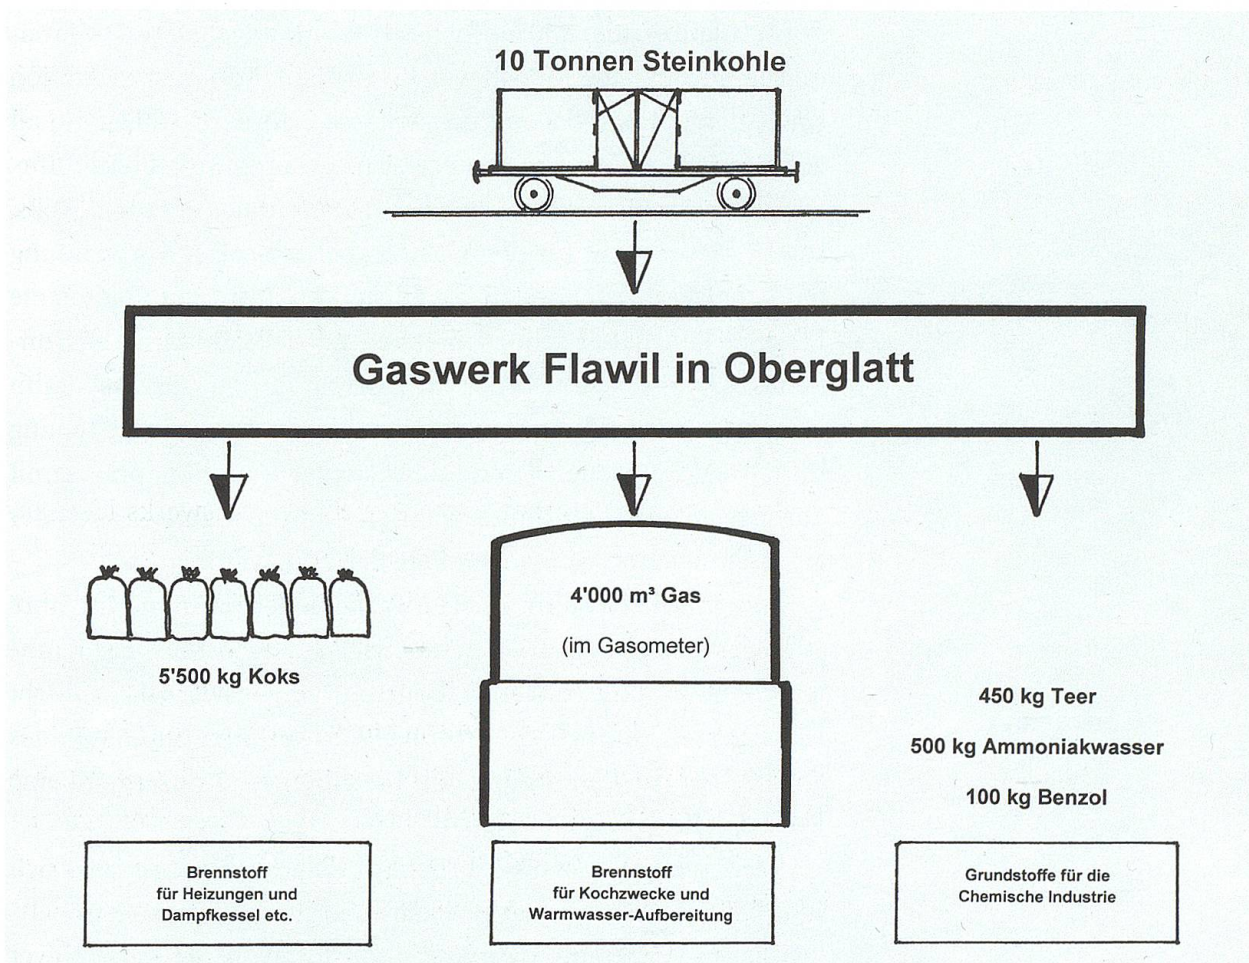 10 Tonnen Steinkohle
Gaswerk Flawil in Oberglatt
5'500 kg Koks
4'000 m³ Gas
(im Gasometer)
450 kg Teer
500 kg Ammoniakwasser
100 kg Benzol
Brennstoff
für Heizungen und
Dampfkessel etc.
Brennstoff
für Kochzwecke und
Warmwasser-Aufbereitung
Grundstoffe für die
Chemische Industrie